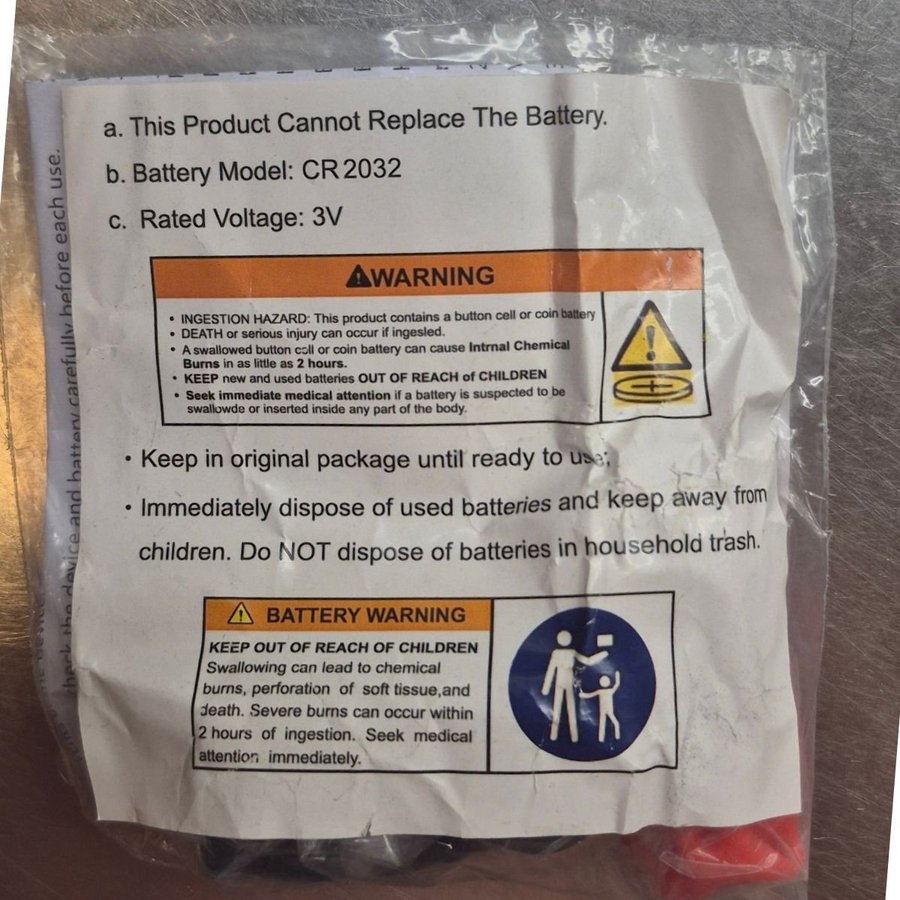 a. This Product Cannot Replace The Battery.
b. Battery Model: CR2032
c. Rated Voltage: 3V
WARNING
• INGESTION HAZARD: This product contains a button cell or coin battery
• DEATH or serious injury can occur if ingesled.
• A swallowed button cell or coin battery can cause Intrnal Chemical
Burns in as little as 2 hours.
• KEEP new and used batteries OUT OF REACH of CHILDREN
• Seek immediate medical attention if a battery is suspected to be
swallowde or inserted inside any part of the body.
• Keep in original package until ready to use;
• Immediately dispose of used batteries and keep away from
children. Do NOT dispose of batteries in household trash.
BATTERY WARNING
KEEP OUT OF REACH OF CHILDREN
Swallowing can lead to chemical
burns, perforation of soft tissue,and
death. Severe burns can occur within
2 hours of ingestion. Seek medical
attention immediately.
check the device and battery carefully before each use.